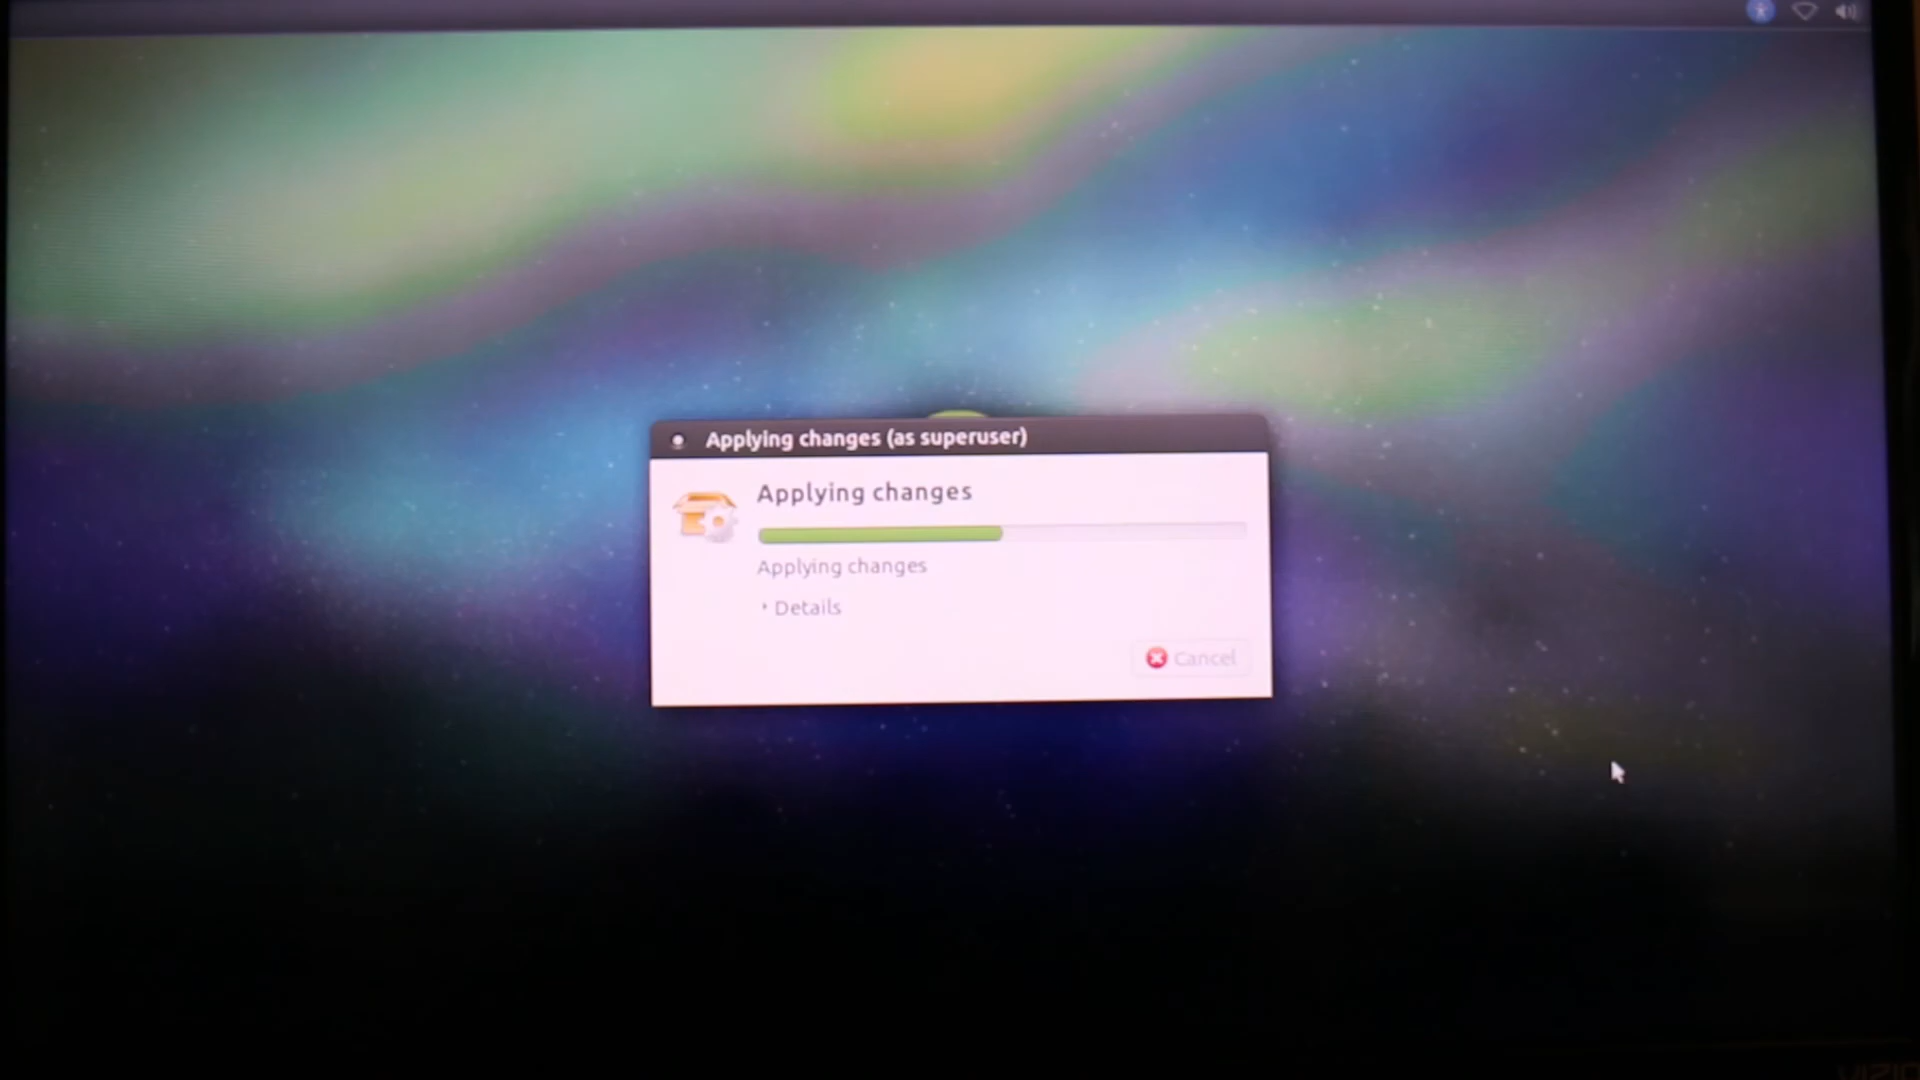 Applying changes (as superuser)
Applying changes
Applying changes
Details
Cancel